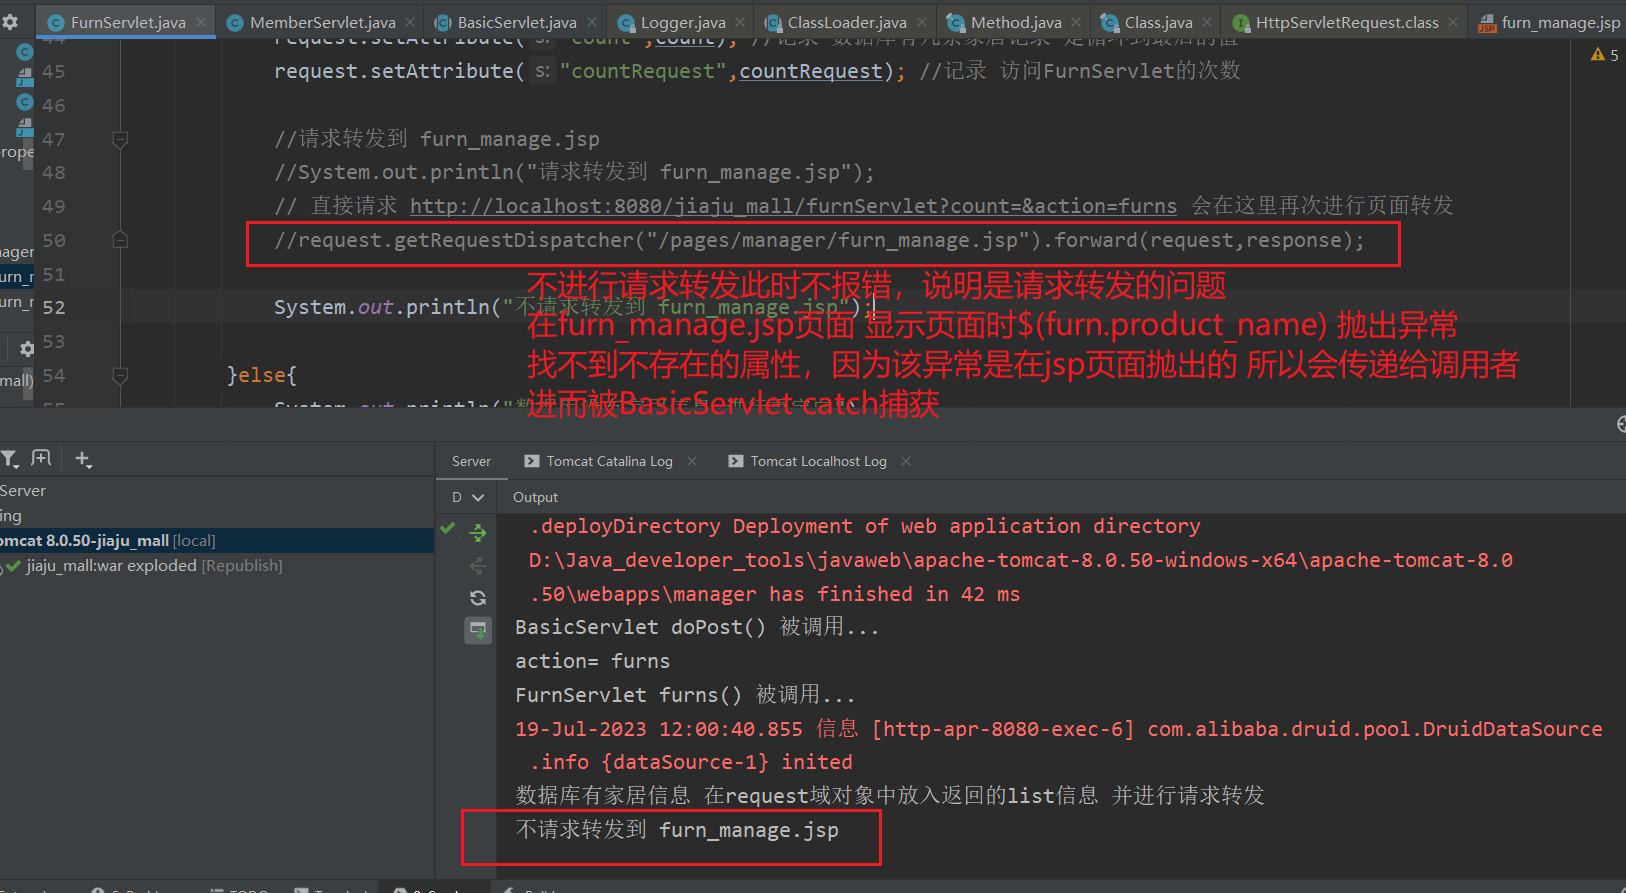 FurnServlet.java MemberServlet.java BasicServlet.java Logger.java ClassLoader.java Method.java Class.java HttpServletRequest.class furn_manage.jsp
45 request.setAttribute( s: "countRequest",countRequest); //记录 访问FurnServlet的次数
5
46
47 //请求转发到 furn_manage.jsp
48 //System.out.println("请求转发到 furn_manage.jsp");
49 // 直接请求 http://localhost:8080/jiaju_mall/furnServlet?count=&action=furns 会在这里再次进行页面转发
50 //request.getRequestDispatcher("/pages/manager/furn_manage.jsp").forward(request,response);
51
不进行请求转发此时不报错，说明是请求转发的问题
52 System.out.println("不请求转发到 furn_manage.jsp");
在furn_manage.jsp页面 显示页面时$(furn.product_name) 抛出异常
53
找不到不存在的属性，因为该异常是在jsp页面抛出的 所以会传递给调用者
54 }else{
进而被BasicServlet catch捕获
Server Tomcat Catalina Log Tomcat Localhost Log
Server
D Output
ing
omcat 8.0.50-jiaju_mall [local]
jiaju_mall:war exploded [Republish]
.deployDirectory Deployment of web application directory
D:\Java_developer_tools\javaweb\apache-tomcat-8.0.50-windows-x64\apache-tomcat-8.0
.50\webapps\manager has finished in 42 ms
BasicServlet doPost() 被调用...
action= furns
FurnServlet furns() 被调用...
19-Jul-2023 12:00:40.855 信息 [http-apr-8080-exec-6] com.alibaba.druid.pool.DruidDataSource
.info {dataSource-1} inited
数据库有家居信息 在request域对象中放入返回的list信息 并进行请求转发
不请求转发到 furn_manage.jsp